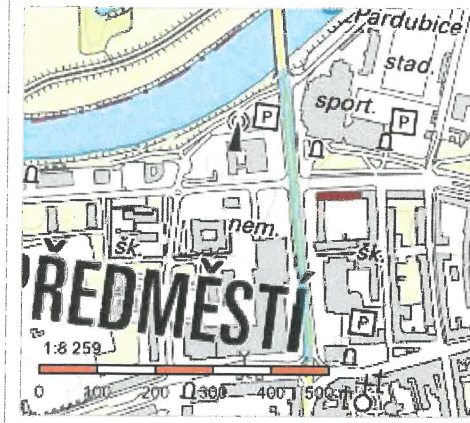 Pardubice
stad.
sport.
P
P
nem.
šk.
šk.
PŘEDMĚSTÍ
P
1:8 259
0 100 200 300 400 500